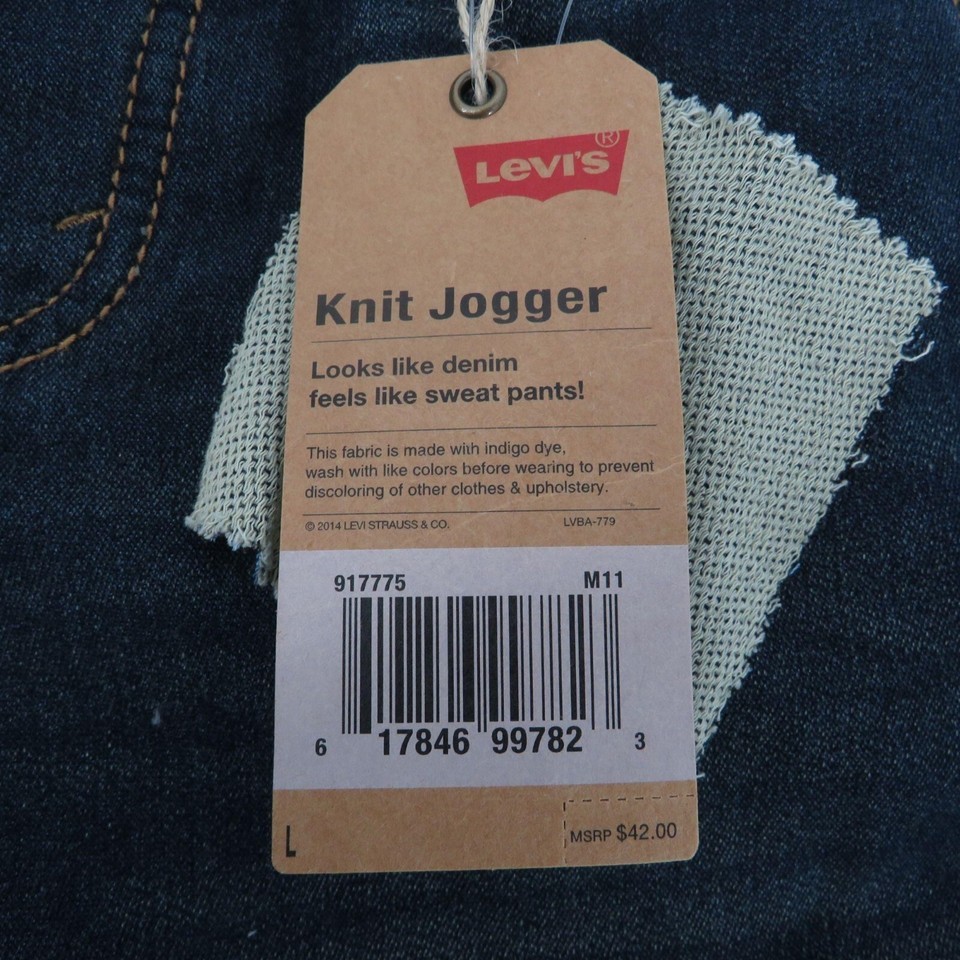 LEVI'S ®
Knit Jogger
Looks like denim
feels like sweat pants!
This fabric is made with indigo dye,
wash with like colors before wearing to prevent
discoloring of other clothes & upholstery.
© 2014 LEVI STRAUSS & CO. LVBA-779
917775 M11
6 17846 99782 3
L MSRP $42.00